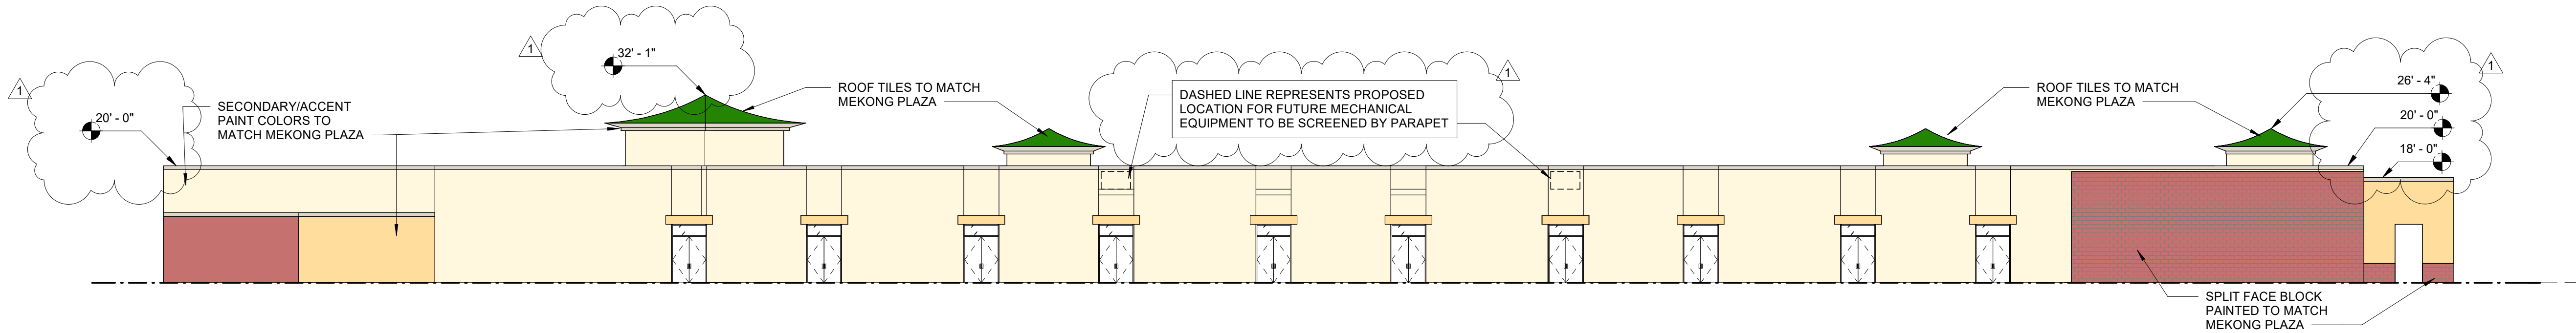 1
20' - 0"
SECONDARY/ACCENT
PAINT COLORS TO
MATCH MEKONG PLAZA
1
32' - 1"
ROOF TILES TO MATCH
MEKONG PLAZA
DASHED LINE REPRESENTS PROPOSED
LOCATION FOR FUTURE MECHANICAL
EQUIPMENT TO BE SCREENED BY PARAPET
1
ROOF TILES TO MATCH
MEKONG PLAZA
26' - 4"
1
20' - 0"
18' - 0"
SPLIT FACE BLOCK
PAINTED TO MATCH
MEKONG PLAZA